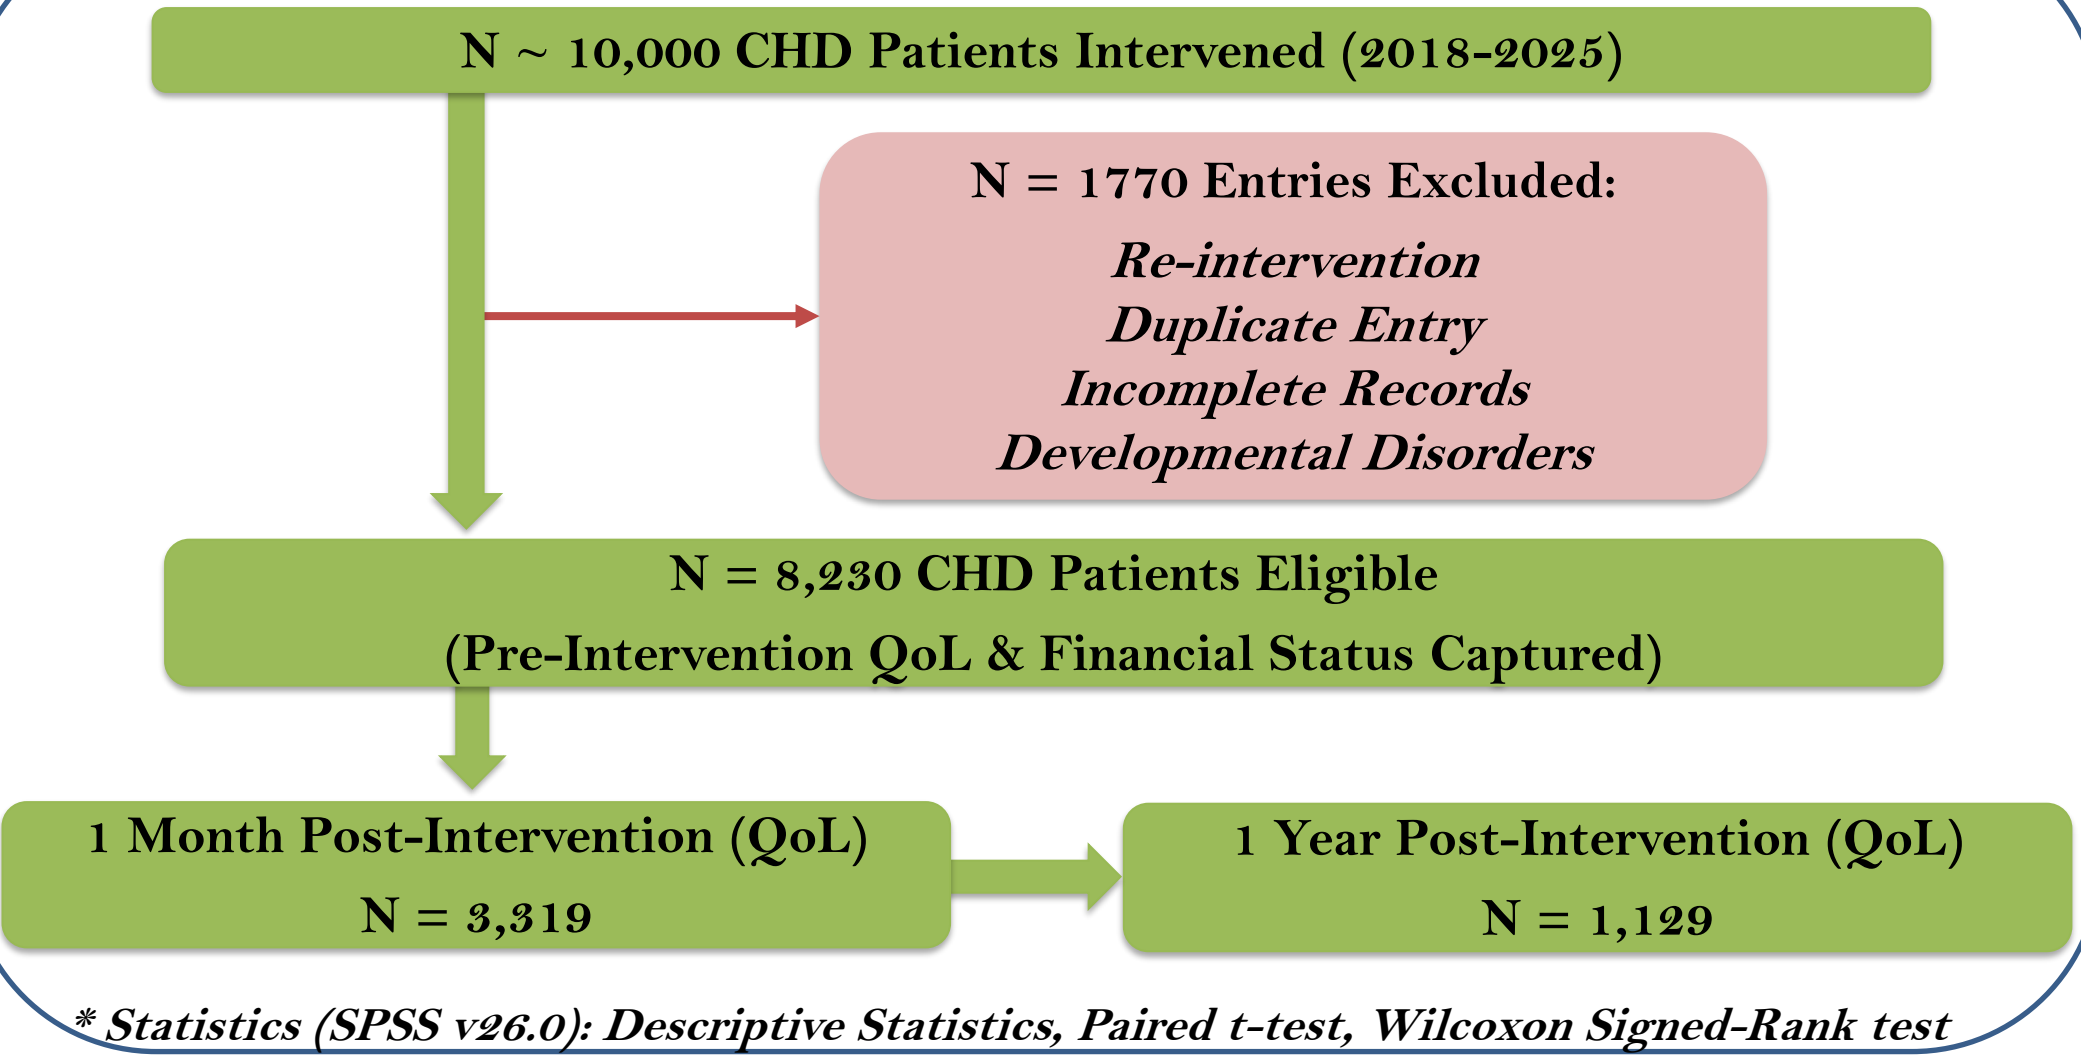 N ~ 10,000 CHD Patients Intervened (2018-2025)
N = 1770 Entries Excluded:
Re-intervention
Duplicate Entry
Incomplete Records
Developmental Disorders
N = 8,230 CHD Patients Eligible
(Pre-Intervention QoL & Financial Status Captured)
1 Month Post-Intervention (QoL)
N = 3,319
1 Year Post-Intervention (QoL)
N = 1,129
* Statistics (SPSS v26.0): Descriptive Statistics, Paired t-test, Wilcoxon Signed-Rank test